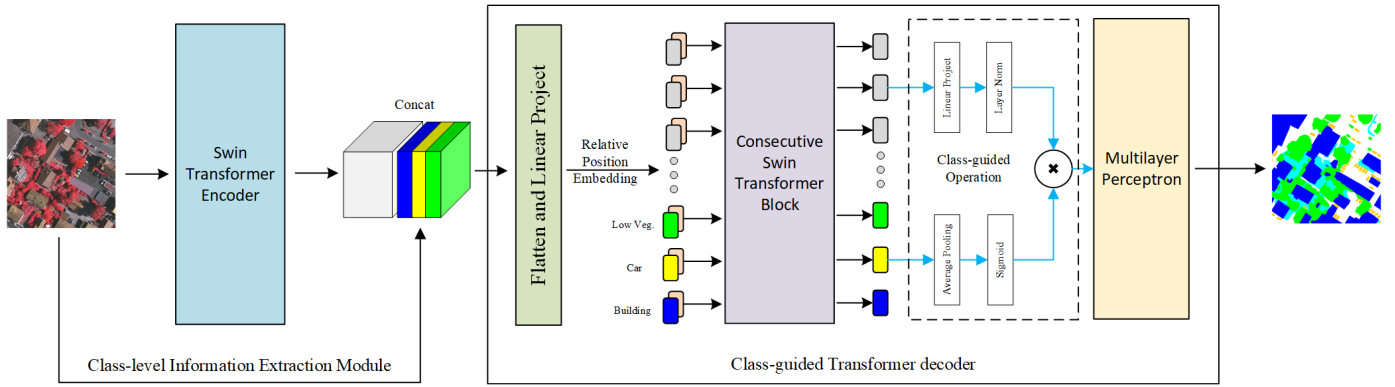 Swin
Transformer
Encoder
Concat
Flatten and Linear Project
Relative
Position
Embedding
Low Veg.
Car
Building
Consecutive
Swin
Transformer
Block
Linear Project
Layer Norm
Class-guided
Operation
Average Pooling
Sigmoid
Multilayer
Perceptron
Class-level Information Extraction Module
Class-guided Transformer decoder